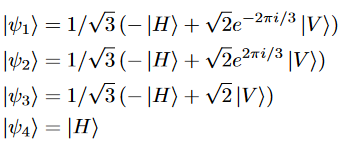 |ψ₁⟩ = 1/√3 (−|H⟩ + √2e^{−2πi/3} |V⟩)
|ψ₂⟩ = 1/√3 (−|H⟩ + √2e^{2πi/3} |V⟩)
|ψ₃⟩ = 1/√3 (−|H⟩ + √2 |V⟩)
|ψ₄⟩ = |H⟩